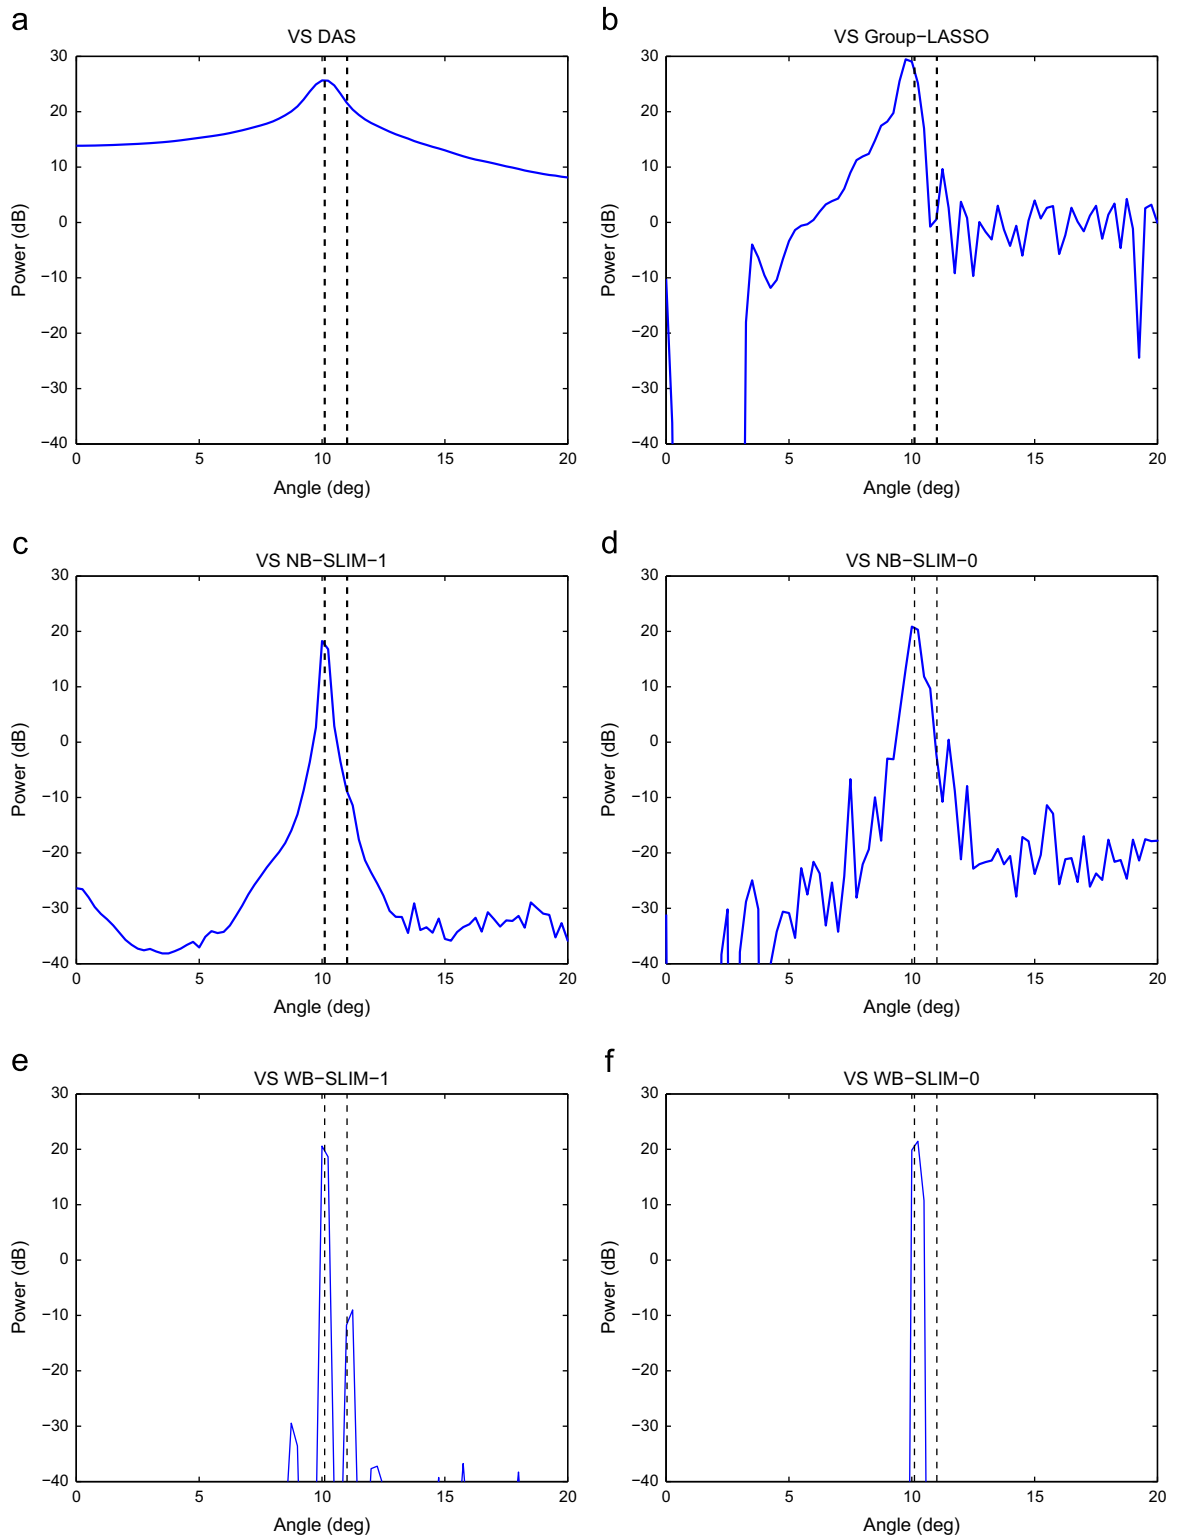 a
VS DAS
30
20
10
0
−10
−20
−30
−40
Power (dB)
0 5 10 15 20
Angle (deg)
b
VS Group−LASSO
30
20
10
0
−10
−20
−30
−40
Power (dB)
0 5 10 15 20
Angle (deg)
c
VS NB−SLIM−1
30
20
10
0
−10
−20
−30
−40
Power (dB)
0 5 10 15 20
Angle (deg)
d
VS NB−SLIM−0
30
20
10
0
−10
−20
−30
−40
Power (dB)
0 5 10 15 20
Angle (deg)
e
VS WB−SLIM−1
30
20
10
0
−10
−20
−30
−40
Power (dB)
0 5 10 15 20
Angle (deg)
f
VS WB−SLIM−0
30
20
10
0
−10
−20
−30
−40
Power (dB)
0 5 10 15 20
Angle (deg)